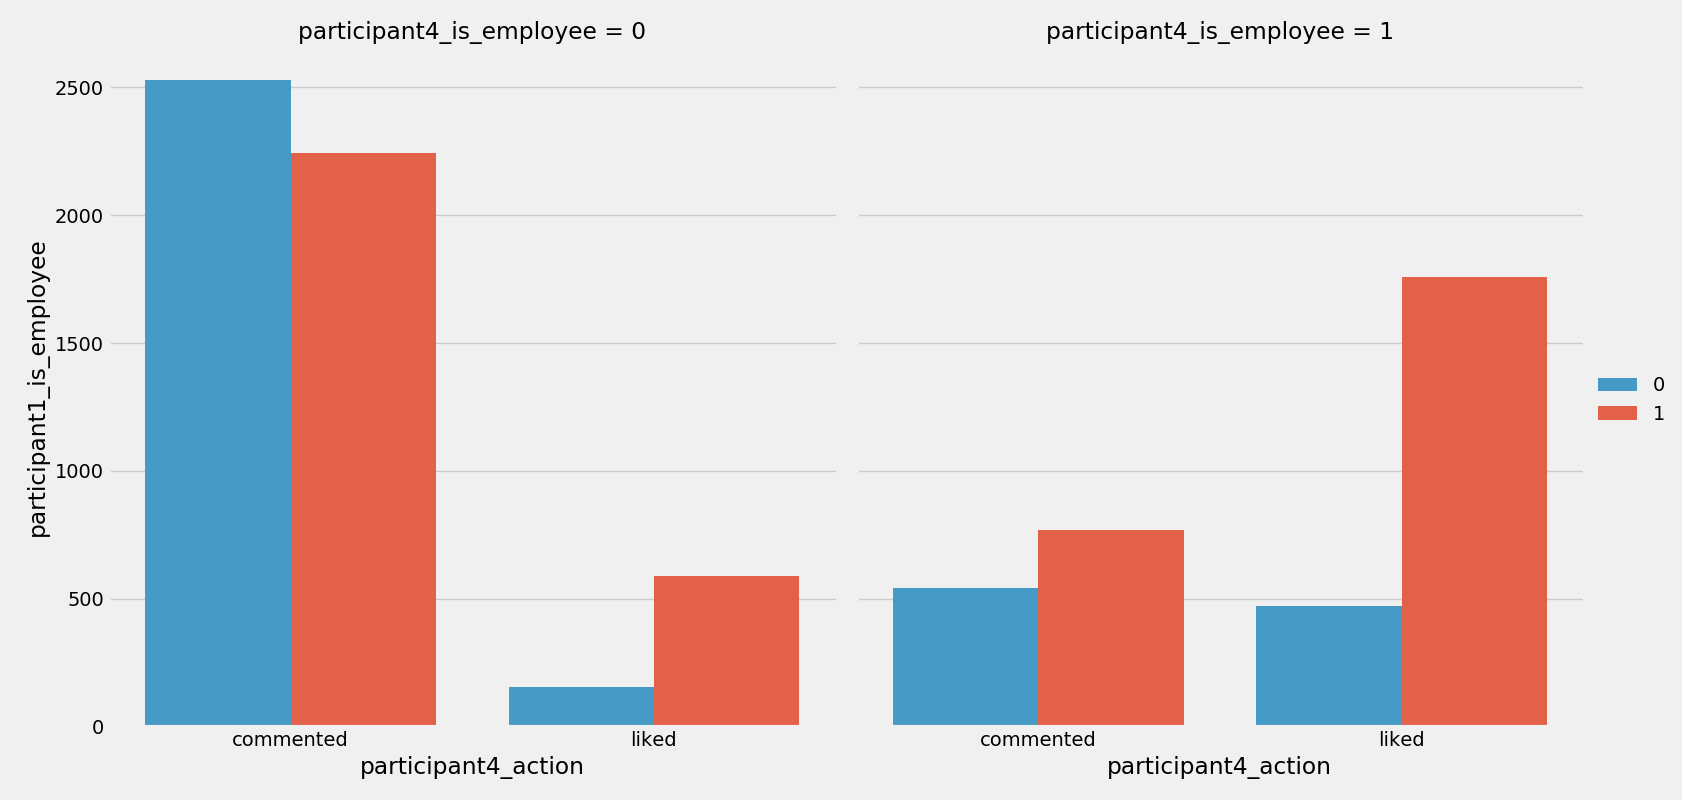 participant4_is_employee = 0
participant4_is_employee = 1
participant1_is_employee
2500
2000
1500
1000
500
0
commented
liked
commented
liked
participant4_action
participant4_action
0
1